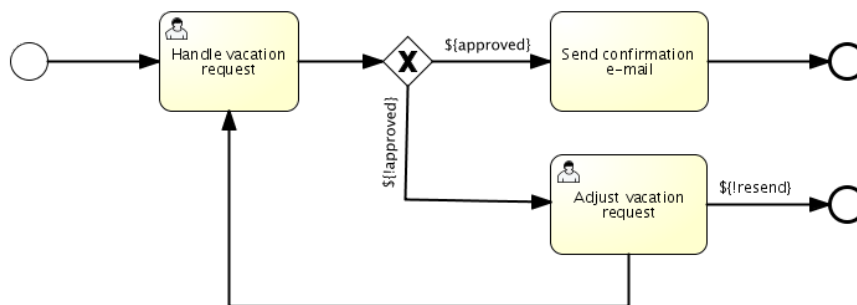 Handle vacation
request
${approved}
Send confirmation
e-mail
${!approved}
Adjust vacation
request
${!resend}